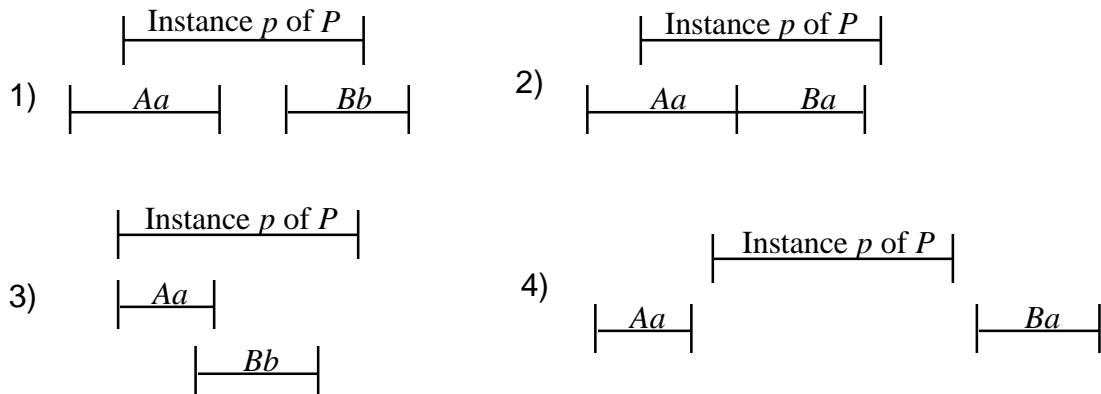 Instance p of P
1) Aa Bb
Instance p of P
2) Aa Ba
Instance p of P
3) Aa
Bb
Instance p of P
4) Aa Ba